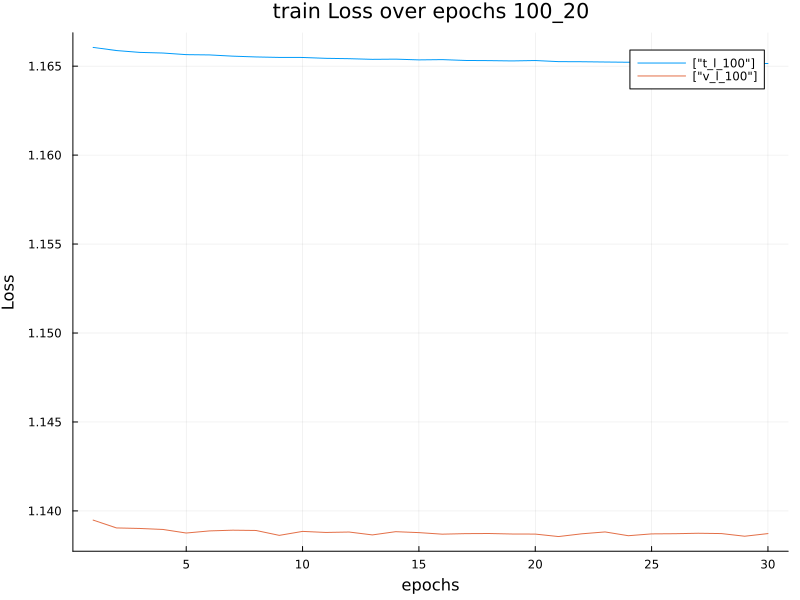 train Loss over epochs 100_20
["t_l_100"]
["v_l_100"]
1.165
1.160
1.155
1.150
1.145
1.140
Loss
5 10 15 20 25 30
epochs